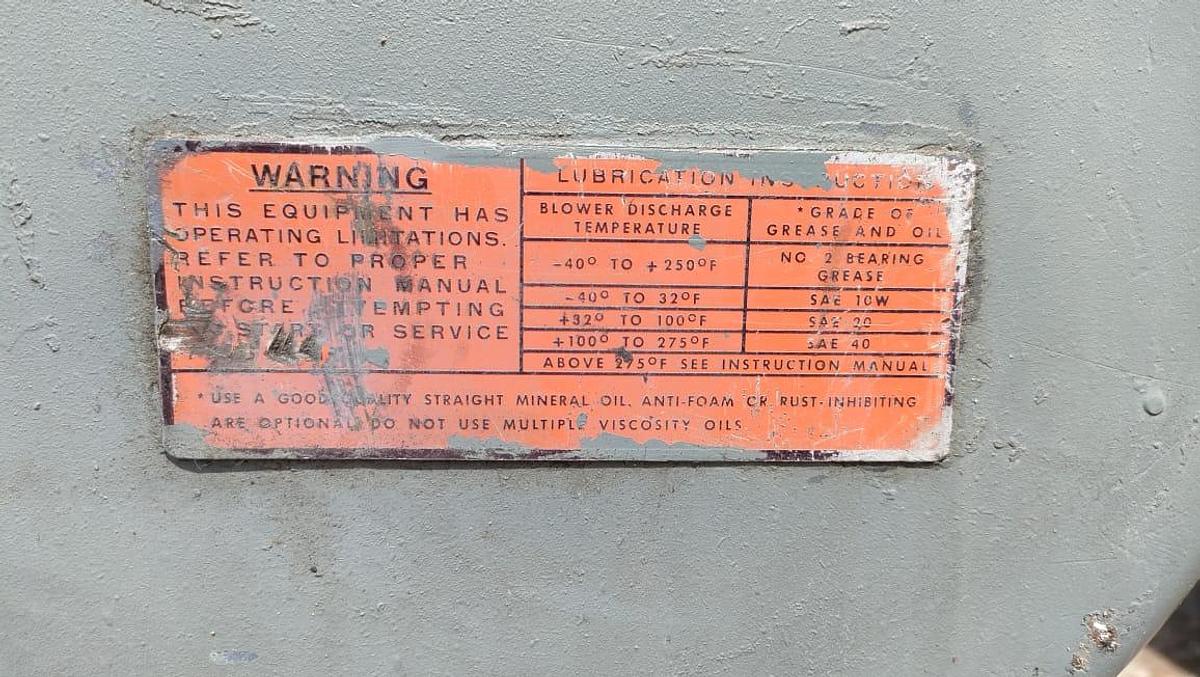 WARNING
THIS EQUIPMENT HAS
OPERATING LIMITATIONS.
REFER TO PROPER
INSTRUCTION MANUAL
BEFORE ATTEMPTING
START OR SERVICE
LUBRICATION INSTRUCTION
BLOWER DISCHARGE
TEMPERATURE
* GRADE OF
GREASE AND OIL
-40° TO +250°F
NO. 2 BEARING
GREASE
-40° TO 32°F
SAE 10W
+32° TO 100°F
SAE 20
+100° TO 275°F
SAE 40
ABOVE 275°F SEE INSTRUCTION MANUAL
* USE A GOOD QUALITY STRAIGHT MINERAL OIL. ANTI-FOAM OR RUST-INHIBITING
ARE OPTIONAL DO NOT USE MULTIPLE VISCOSITY OILS